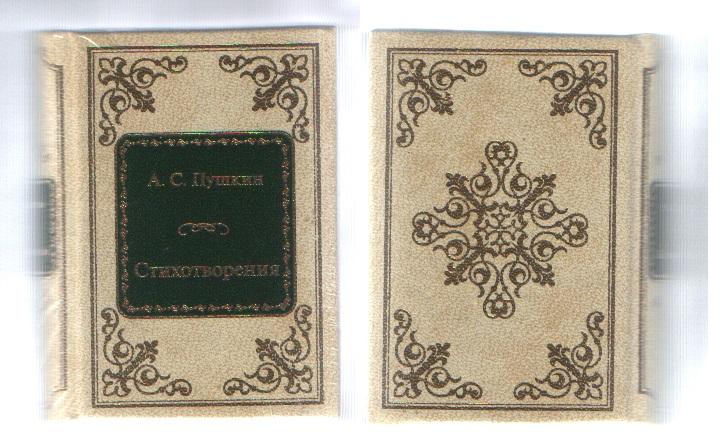 А. С. Пушкин
Стихотворения